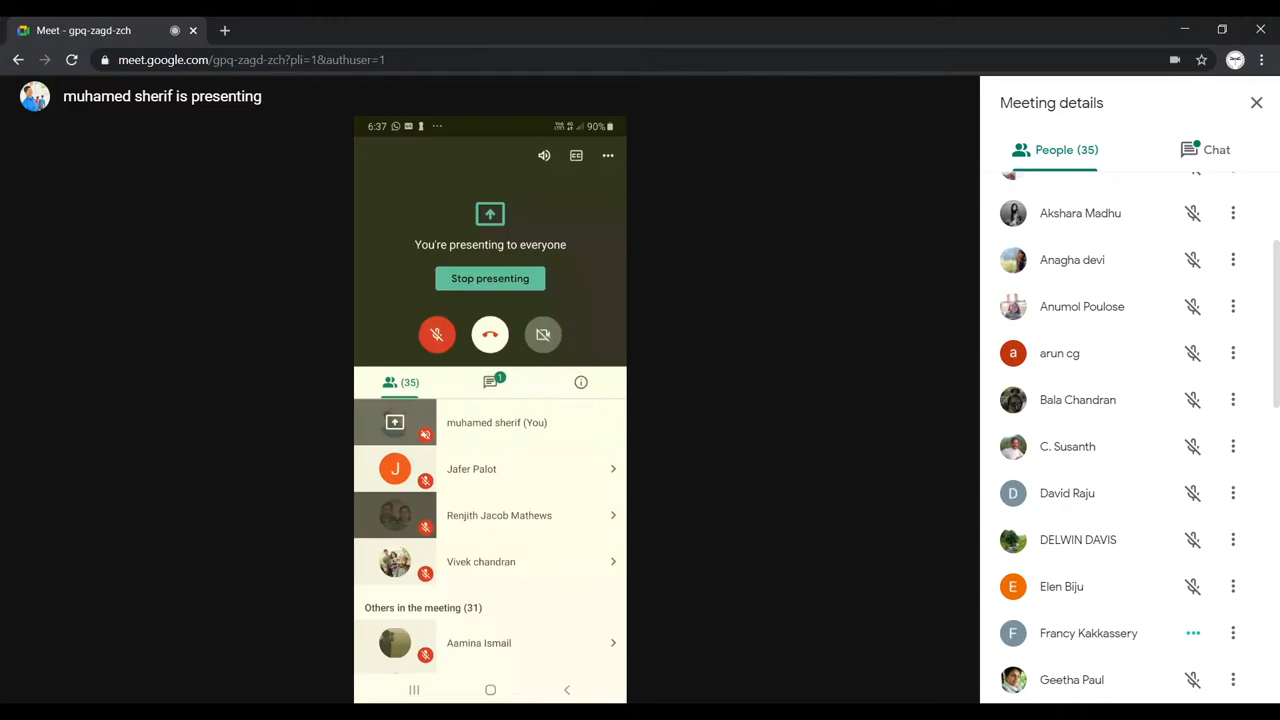 Meet - gpq-zagd-zch
meet.google.com/gpq-zagd-zch?pli=1&authuser=1
muhamed sherif is presenting
6:37
90%
CC
You're presenting to everyone
Stop presenting
(35)
1
muhamed sherif (You)
J
Jafer Palot
Renjith Jacob Mathews
Vivek chandran
Others in the meeting (31)
Aamina Ismail
Meeting details
People (35)
Chat
Akshara Madhu
Anagha devi
Anumol Poulose
a
arun cg
Bala Chandran
C. Susanth
D
David Raju
DELWIN DAVIS
E
Elen Biju
F
Francy Kakkassery
Geetha Paul